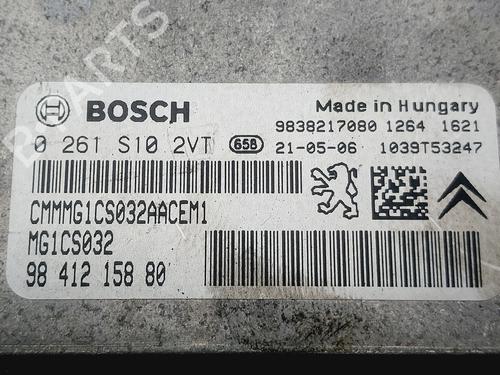 BOSCH
Made in Hungary
9838217080 1264 1621
0 261 S10 2VT 658 21-05-06 1039T53247
CMMMG1CS032AACEM1
MG1CS032
98 412 158 80